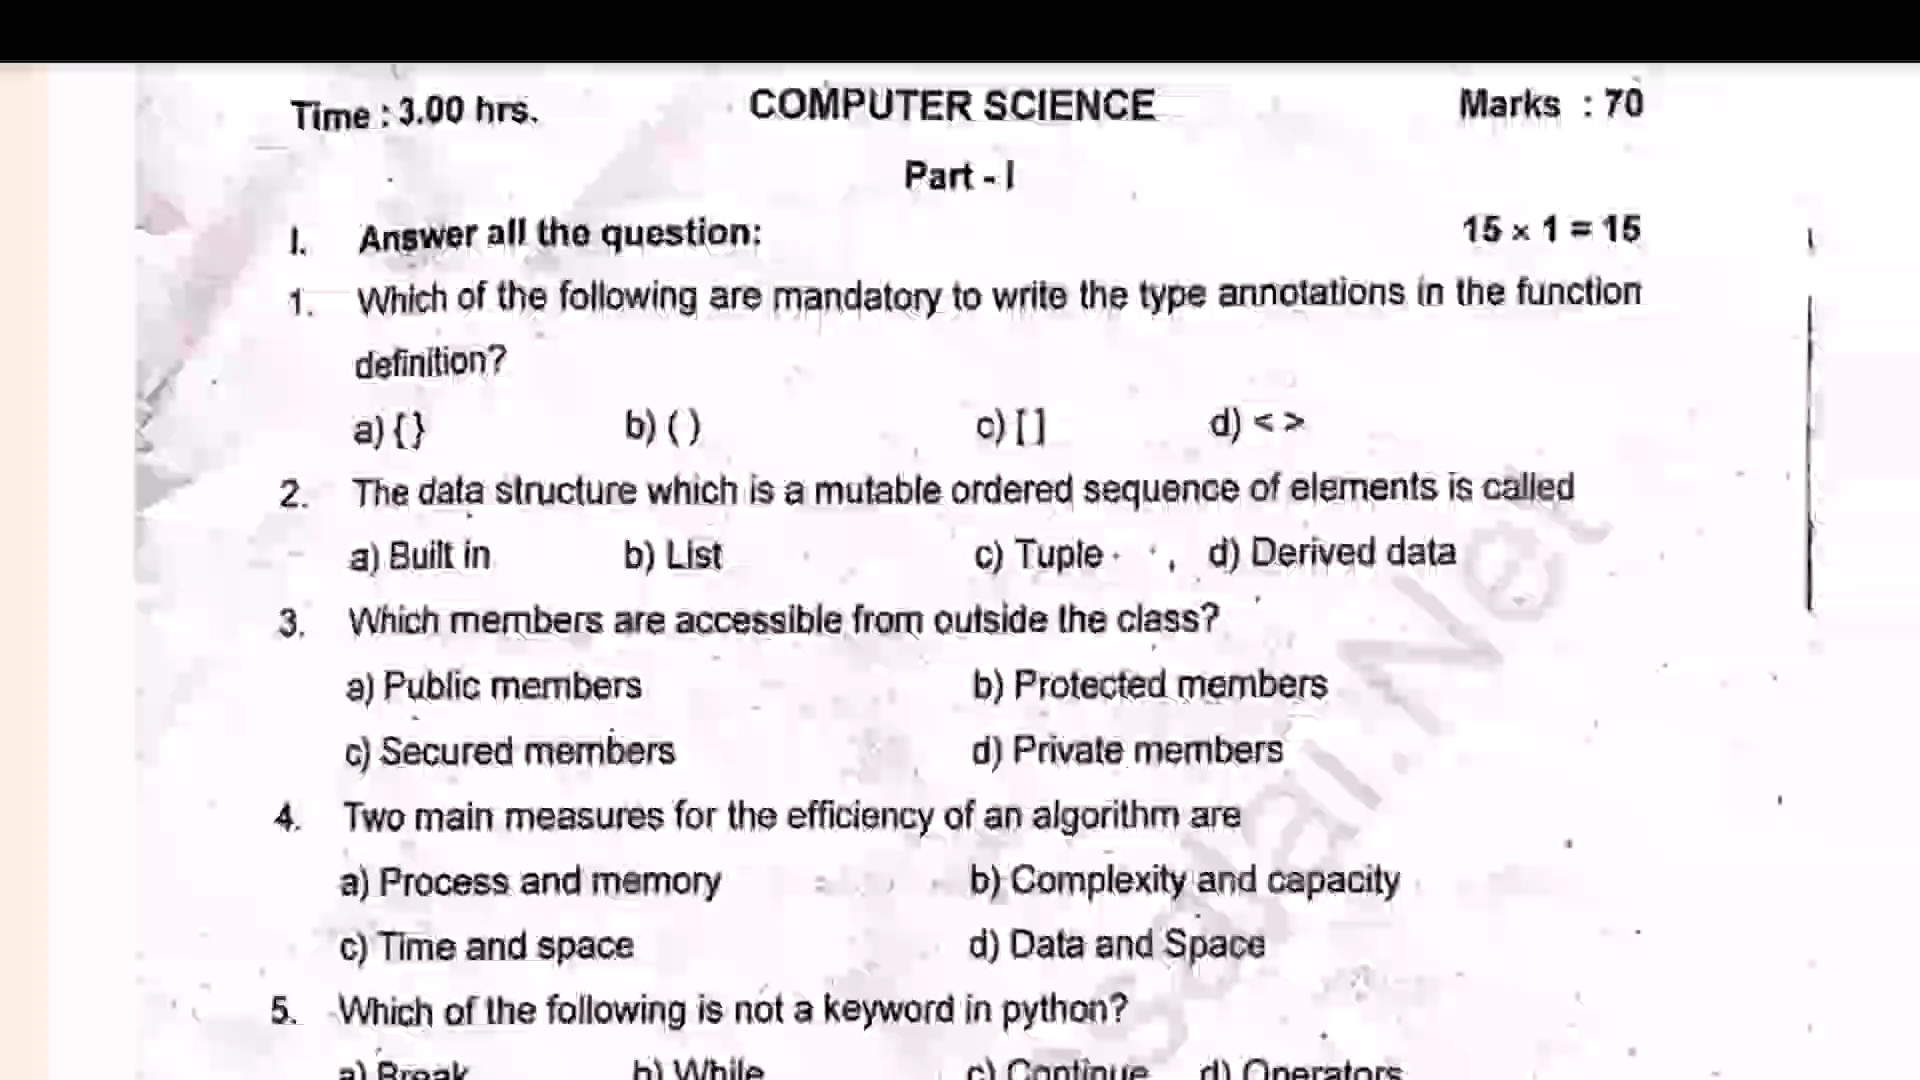 Time : 3.00 hrs. COMPUTER SCIENCE Marks : 70
Part - I
I. Answer all the question: 15 × 1 = 15
1. Which of the following are mandatory to write the type annotations in the function
definition?
a) {} b) ( ) c) [ ] d) < >
2. The data structure which is a mutable ordered sequence of elements is called
a) Built in b) List c) Tuple d) Derived data
3. Which members are accessible from outside the class?
a) Public members b) Protected members
c) Secured members d) Private members
4. Two main measures for the efficiency of an algorithm are
a) Process and memory b) Complexity and capacity
c) Time and space d) Data and Space
5. Which of the following is not a keyword in python?
a) Break b) While c) Continue d) Operators